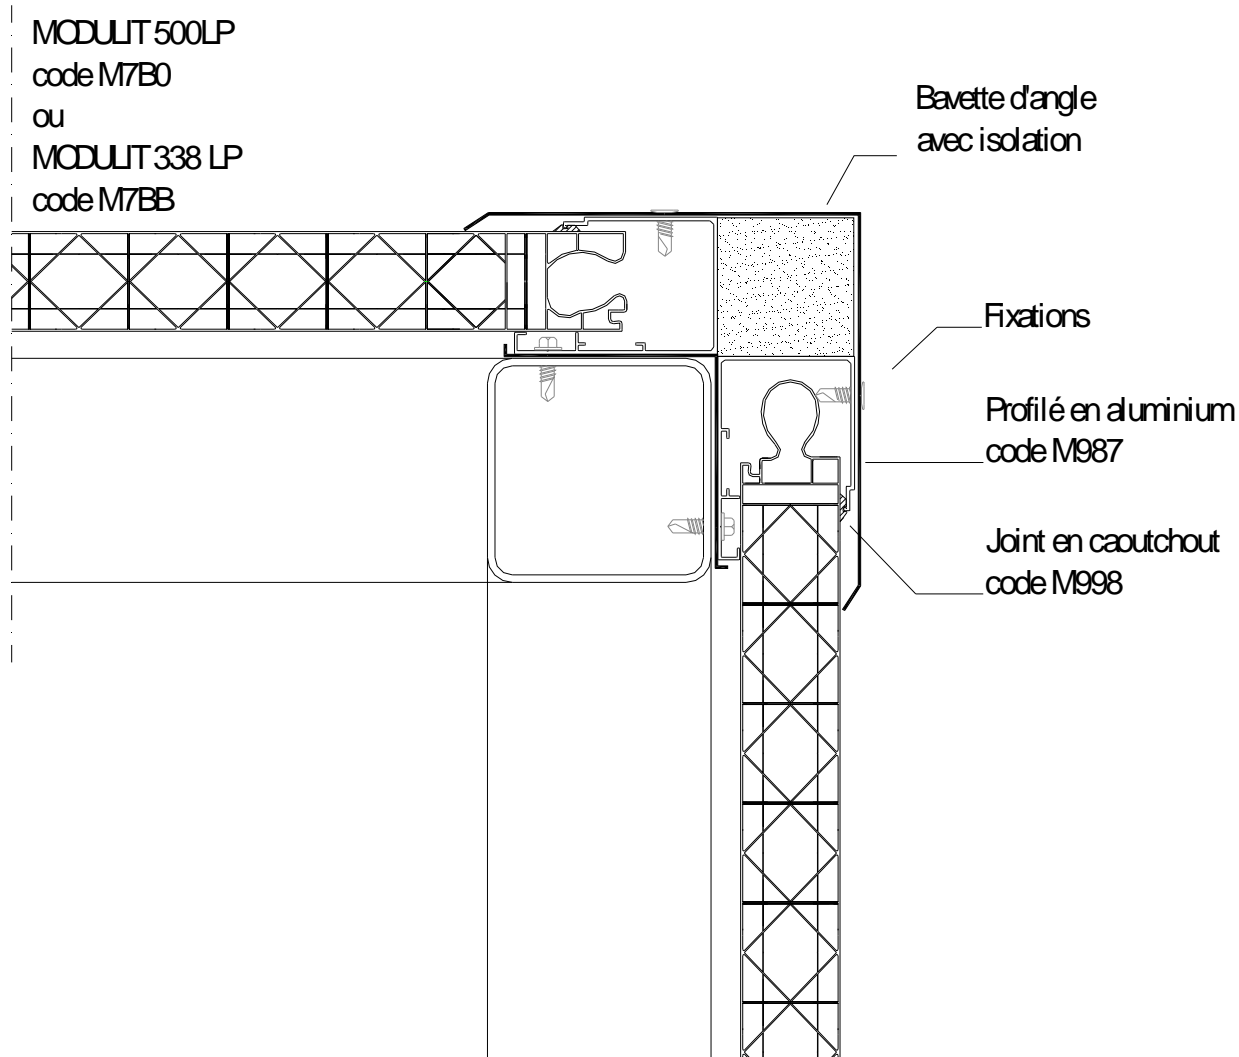 MODULIT 500LP
code M7B0
ou
MODULIT 338 LP
code M7BB
Bavette d'angle
avec isolation
Fixations
Profilé en aluminium
code M987
Joint en caoutchout
code M998